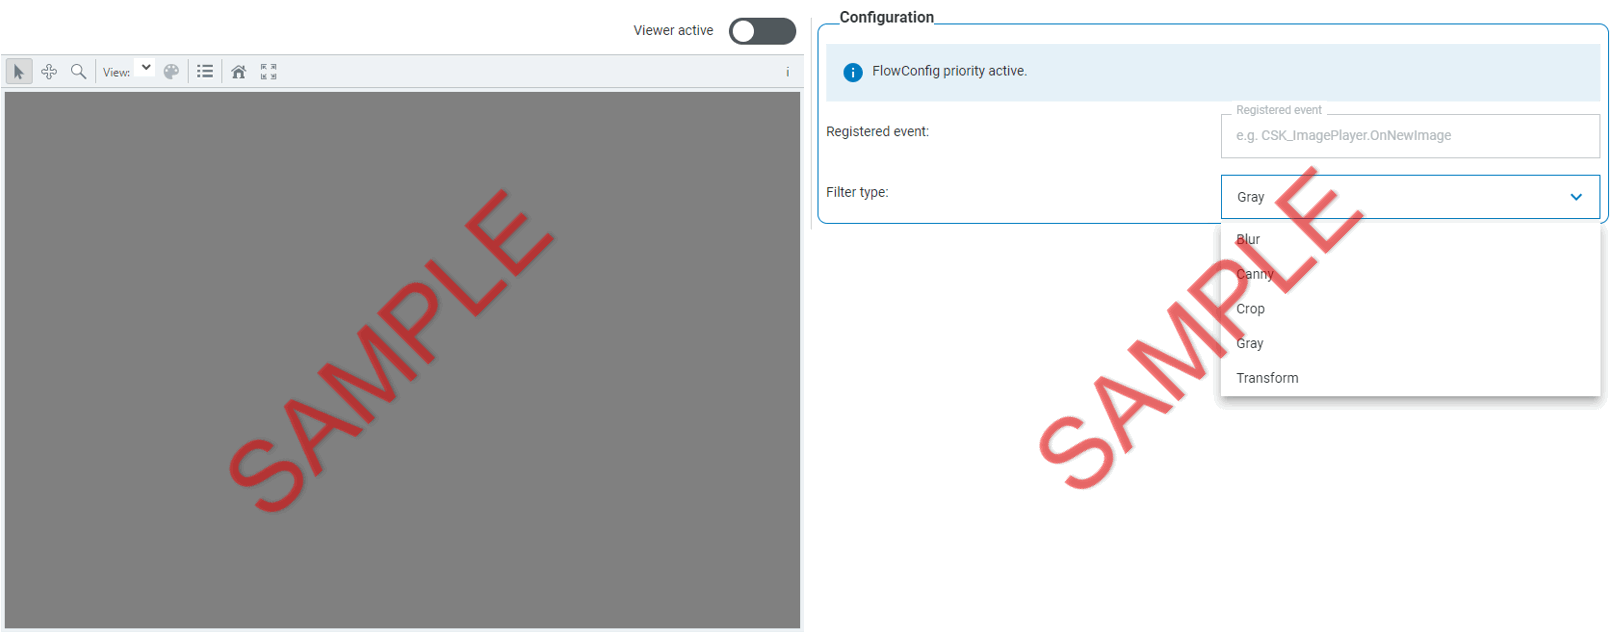 Viewer active
View:
i
SAMPLE
Configuration
i FlowConfig priority active.
Registered event:
Registered event
e.g. CSK_ImagePlayer.OnNewImage
Filter type:
Gray
Blur
Canny
Crop
Gray
Transform
SAMPLE